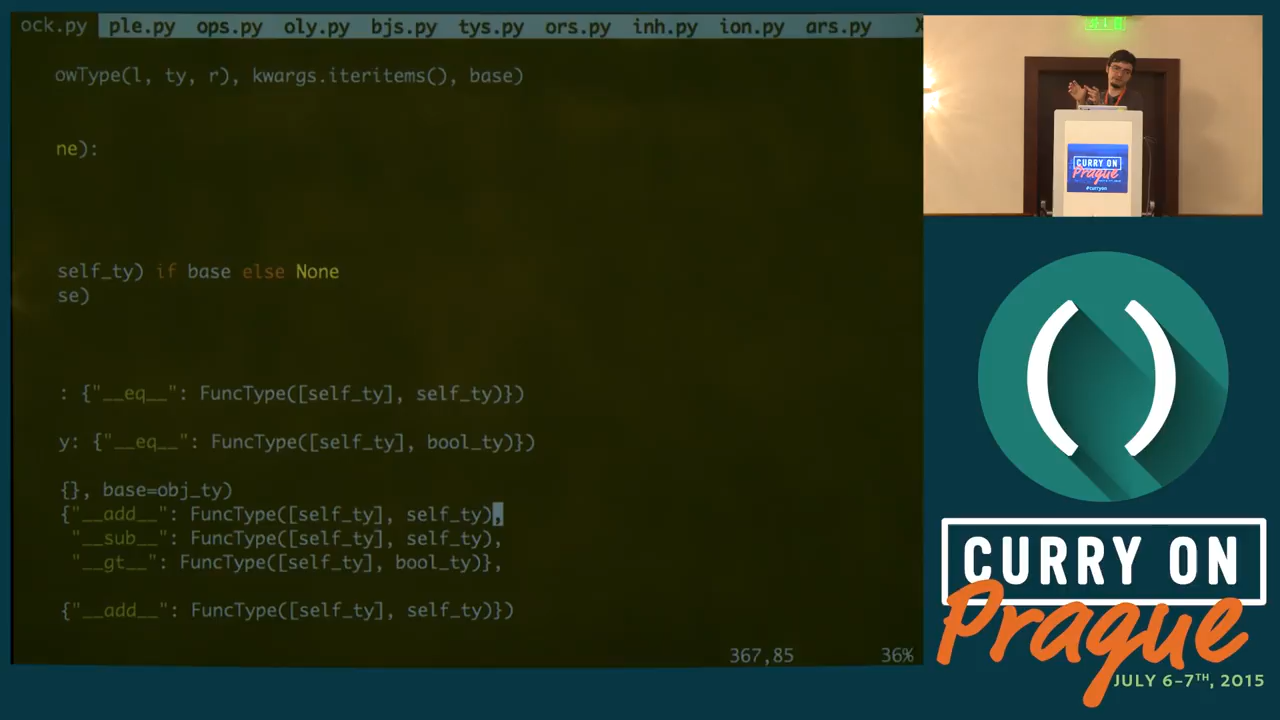 ock.py ple.py ops.py oly.py bjs.py tys.py ors.py inh.py ion.py ars.py
owType(l, ty, r), kwargs.iteritems(), base)
ne):
self_ty) if base else None
se)
: {"__eq__": FuncType([self_ty], self_ty)})
y: {"__eq__": FuncType([self_ty], bool_ty)})
{}, base=obj_ty)
{"__add__": FuncType([self_ty], self_ty),
"__sub__": FuncType([self_ty], self_ty),
"__gt__": FuncType([self_ty], bool_ty)},
{"__add__": FuncType([self_ty], self_ty)})
367,85 36%
CURRY ON
Prague
#curryon
CURRY ON
Prague
JULY 6-7TH, 2015